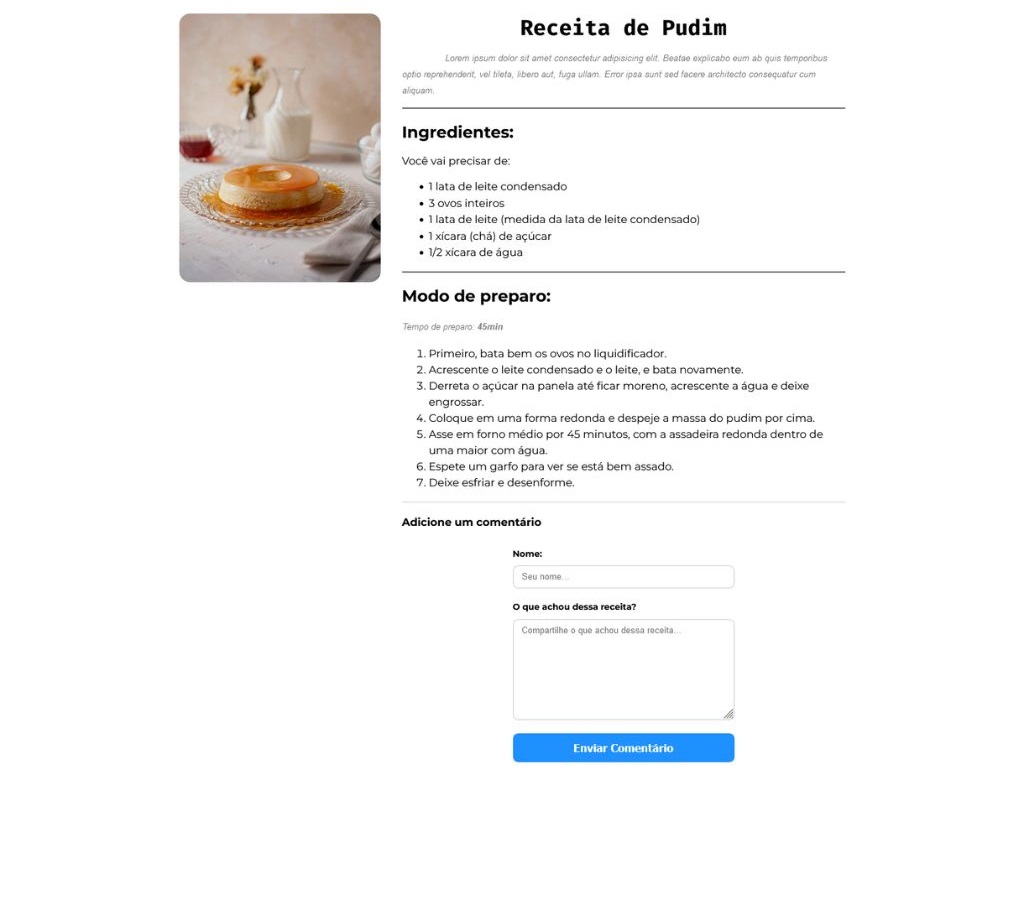 Receita de Pudim
Lorem ipsum dolor sit amet consectetur adipisicing elit. Beatae explicabo eum ab quis temporibus
optio reprehenderit, vel tileta, libero aut, fuga ullam. Error ipsa sunt sed facere architecto consequatur cum
aliquam.
Ingredientes:
Você vai precisar de:
• 1 lata de leite condensado
• 3 ovos inteiros
• 1 lata de leite (medida da lata de leite condensado)
• 1 xícara (chá) de açúcar
• 1/2 xícara de água
Modo de preparo:
Tempo de preparo: 45min
1. Primeiro, bata bem os ovos no liquidificador.
2. Acrescente o leite condensado e o leite, e bata novamente.
3. Derreta o açúcar na panela até ficar moreno, acrescente a água e deixe
engrossar.
4. Coloque em uma forma redonda e despeje a massa do pudim por cima.
5. Asse em forno médio por 45 minutos, com a assadeira redonda dentro de
uma maior com água.
6. Espete um garfo para ver se está bem assado.
7. Deixe esfriar e desenforme.
Adicione um comentário
Nome:
Seu nome...
O que achou dessa receita?
Compartilhe o que achou dessa receita...
Enviar Comentário